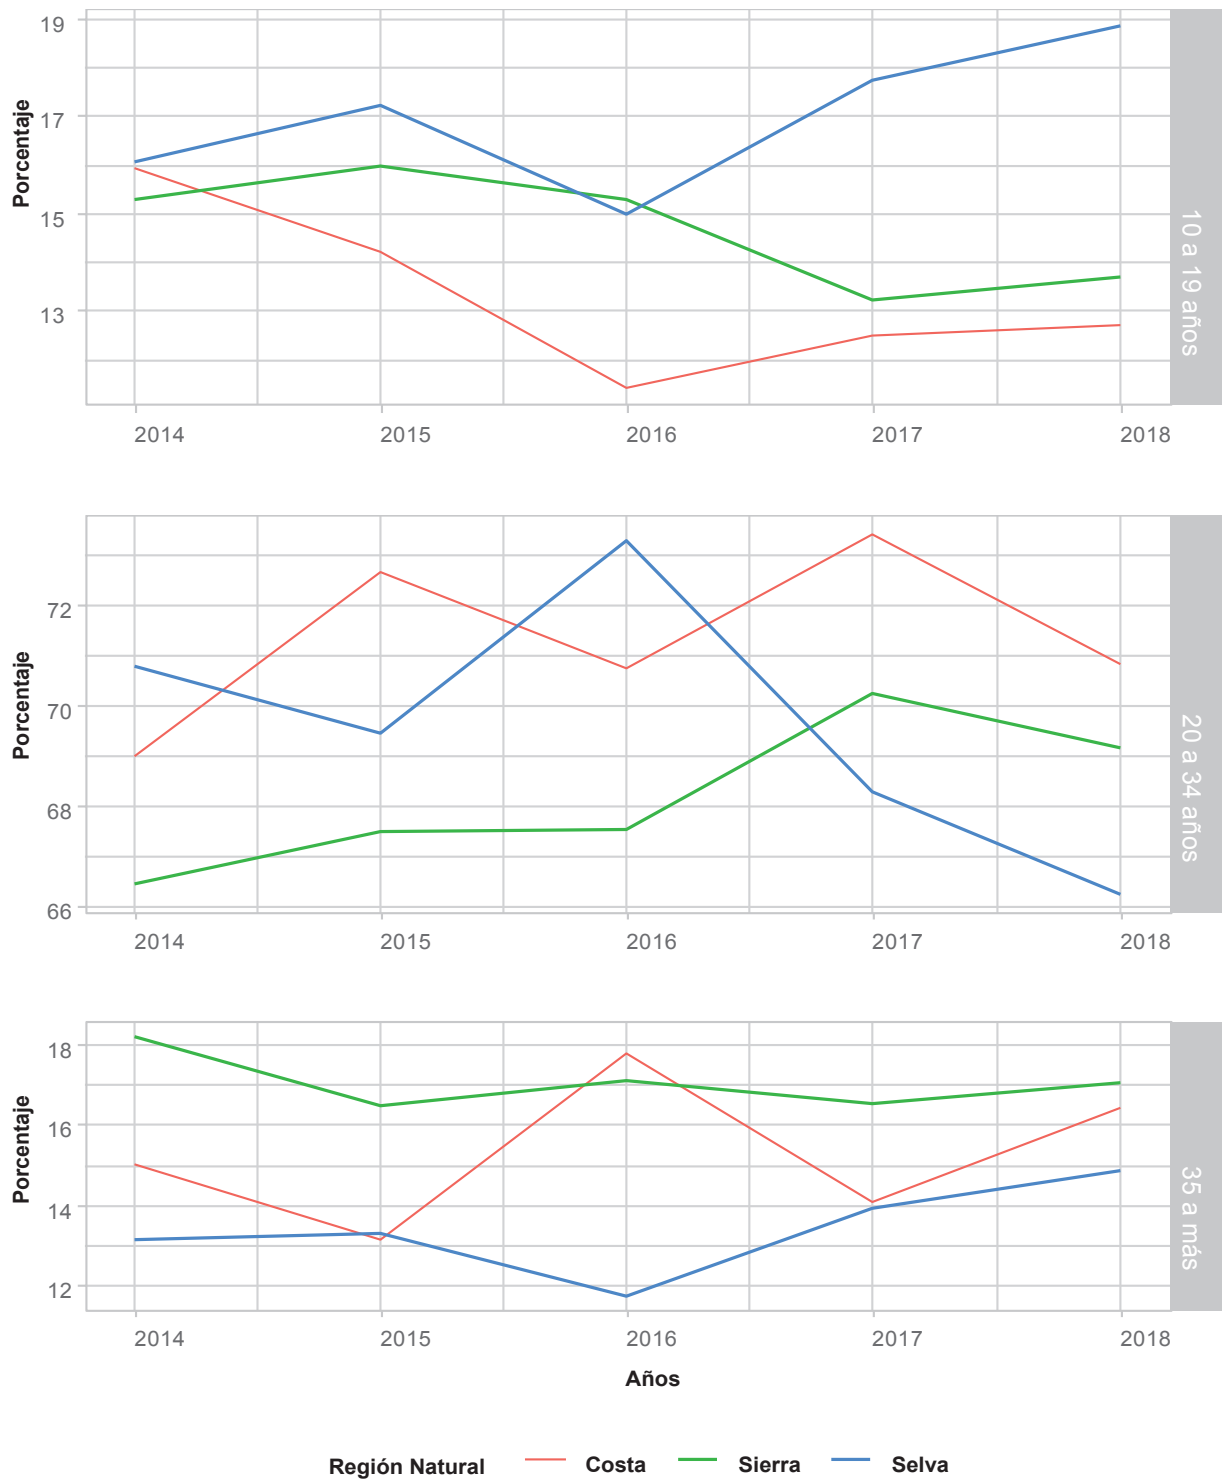 19
17
15
13
Porcentaje
10 a 19 años
2014 2015 2016 2017 2018
72
70
68
66
Porcentaje
20 a 34 años
2014 2015 2016 2017 2018
18
16
14
12
Porcentaje
35 a más
2014 2015 2016 2017 2018
Años
Región Natural Costa Sierra Selva